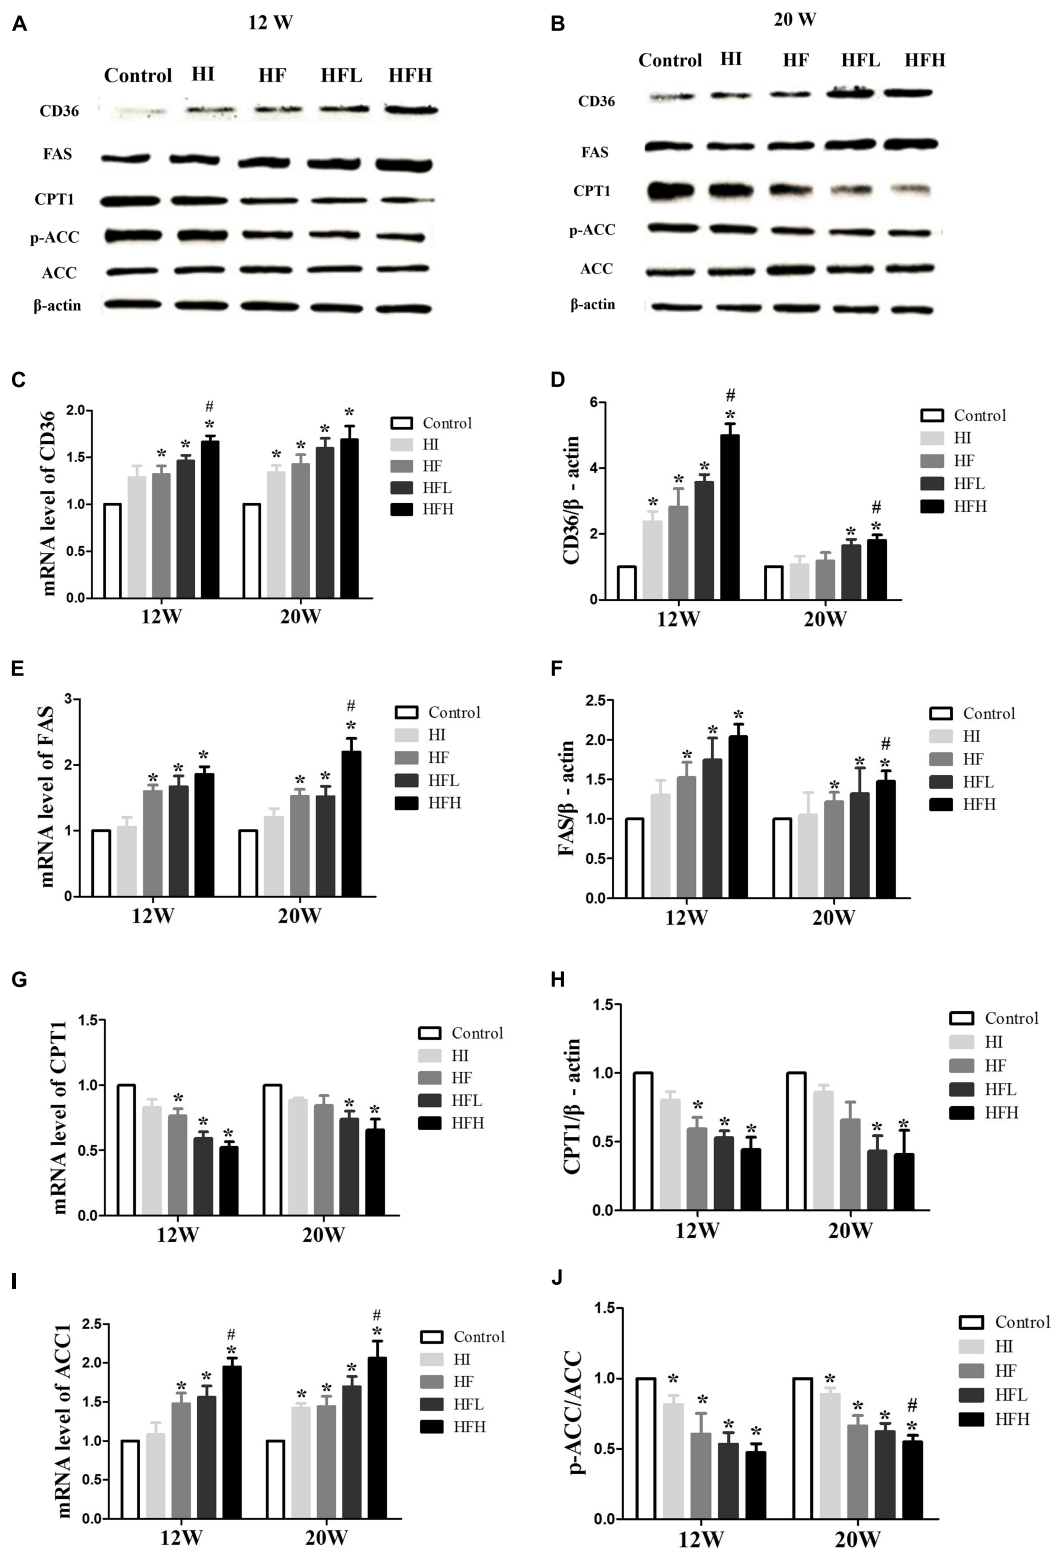 A
12 W
Control HI HF HFL HFH
CD36
FAS
CPT1
p-ACC
ACC
β-actin
B
20 W
Control HI HF HFL HFH
CD36
FAS
CPT1
p-ACC
ACC
β-actin
C
mRNA level of CD36
2.0
1.5
1.0
0.5
0.0
* * # *
* * * *
12W 20W
Control
HI
HF
HFL
HFH
D
CD36/β - actin
6
4
2
0
* * * # *
* # *
12W 20W
Control
HI
HF
HFL
HFH
E
mRNA level of FAS
3
2
1
0
* * *
* * # *
12W 20W
Control
HI
HF
HFL
HFH
F
FAS/β - actin
2.5
2.0
1.5
1.0
0.5
0.0
* * *
* * # *
12W 20W
Control
HI
HF
HFL
HFH
G
mRNA level of CPT1
1.5
1.0
0.5
0.0
* * *
* *
12W 20W
Control
HI
HF
HFL
HFH
H
CPT1/β - actin
1.5
1.0
0.5
0.0
* * *
* *
12W 20W
Control
HI
HF
HFL
HFH
I
mRNA level of ACC1
2.5
2.0
1.5
1.0
0.5
0.0
* * # *
* * * # *
12W 20W
Control
HI
HF
HFL
HFH
J
p-ACC/ACC
1.5
1.0
0.5
0.0
* * * *
* * * # *
12W 20W
Control
HI
HF
HFL
HFH